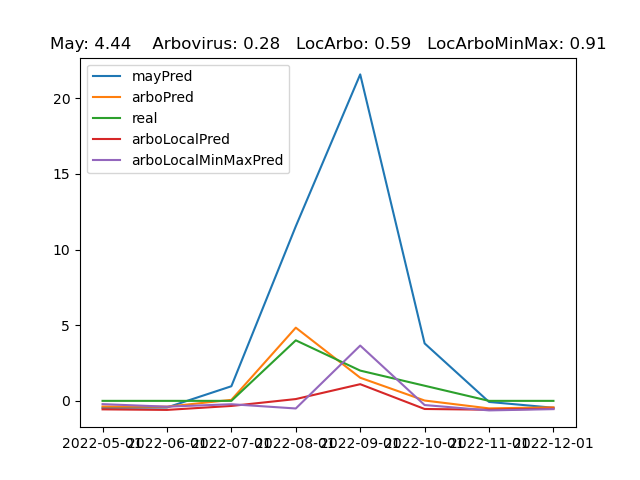 May: 4.44    Arbovirus: 0.28   LocArbo: 0.59   LocArboMinMax: 0.91
mayPred
arboPred
real
arboLocalPred
arboLocalMinMaxPred
20
15
10
5
0
2022-05-01 2022-06-01 2022-07-01 2022-08-01 2022-09-01 2022-10-01 2022-11-01 2022-12-01